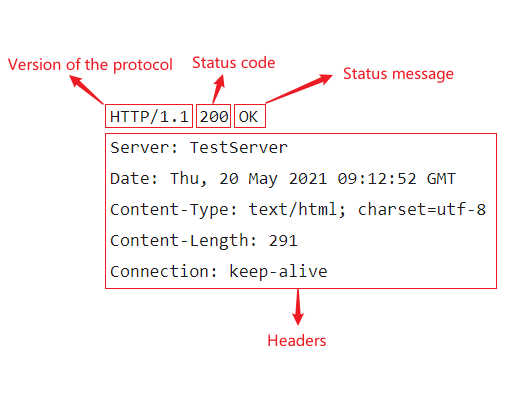 Version of the protocol
Status code
Status message
HTTP/1.1 200 OK
Server: TestServer
Date: Thu, 20 May 2021 09:12:52 GMT
Content-Type: text/html; charset=utf-8
Content-Length: 291
Connection: keep-alive
Headers